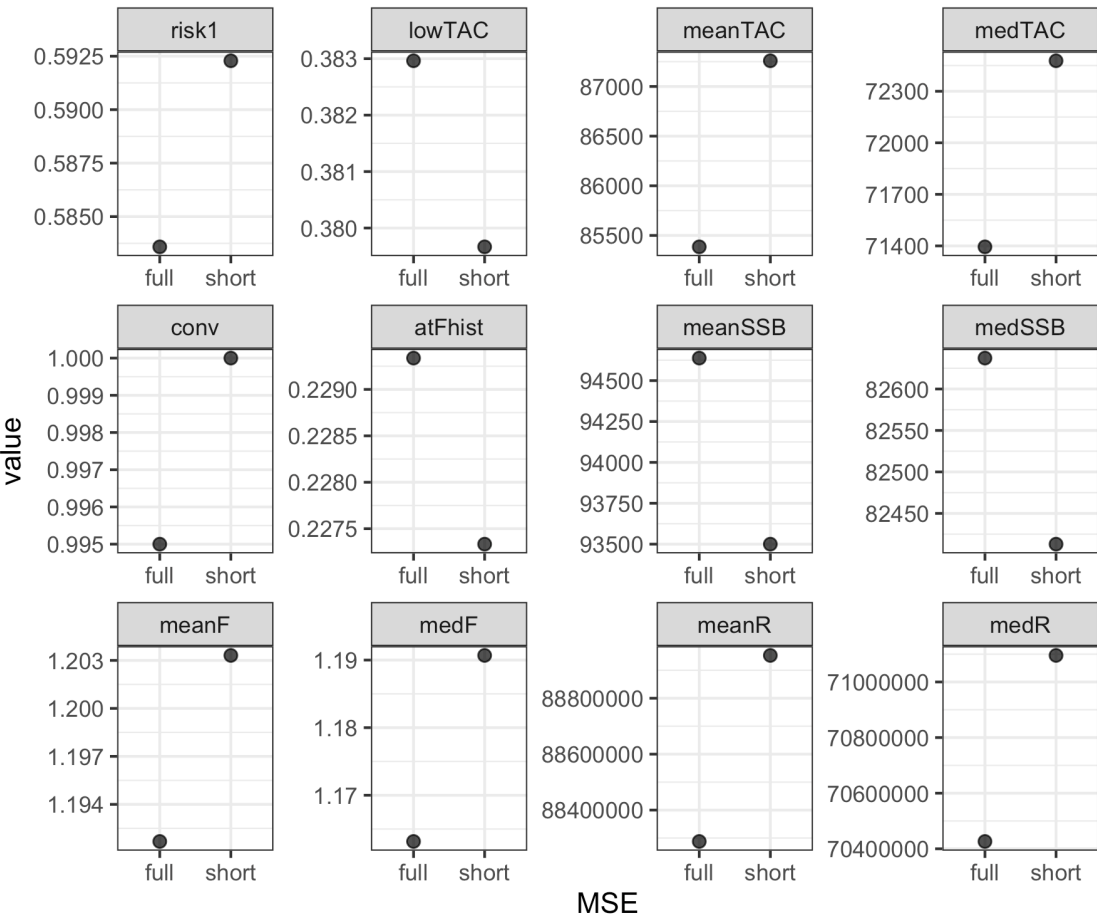 risk1 lowTAC meanTAC medTAC
0.5925 0.383 87000 72300
0.5900 0.382 86500 72000
0.5875 0.381 86000 71700
0.5850 0.380 85500 71400
full short full short full short full short
conv atFhist meanSSB medSSB
1.000 0.2290 94500 82600
0.999 0.2285 94250 82550
0.998 0.2280 94000 82500
0.997 0.2275 93750 82450
0.996 93500
0.995
full short full short full short full short
value
meanF medF meanR medR
1.203 1.19 88800000 71000000
1.200 1.18 88600000 70800000
1.197 1.17 88400000 70600000
1.194 70400000
full short full short full short full short
MSE